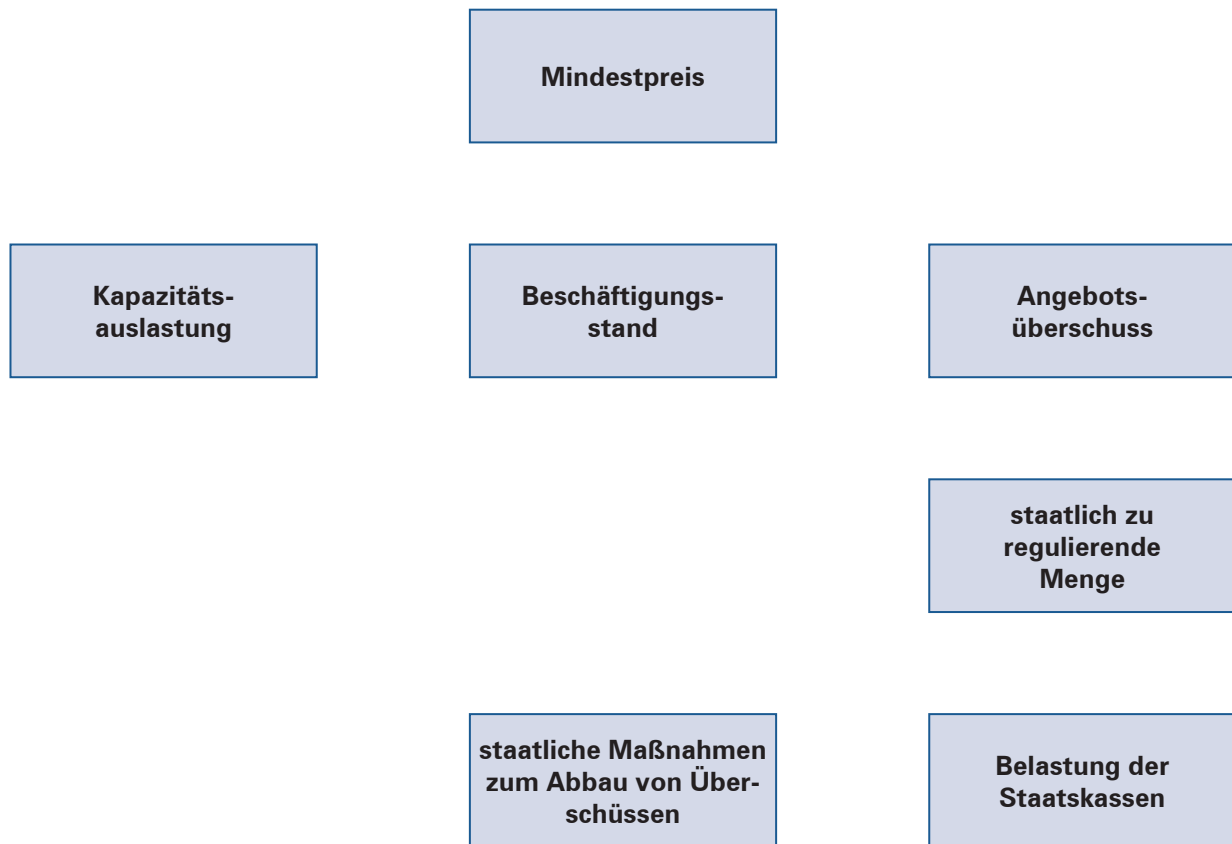 Mindestpreis
Kapazitäts-
auslastung
Beschäftigungs-
stand
Angebots-
überschuss
staatlich zu
regulierende
Menge
staatliche Maßnahmen
zum Abbau von Über-
schüssen
Belastung der
Staatskassen